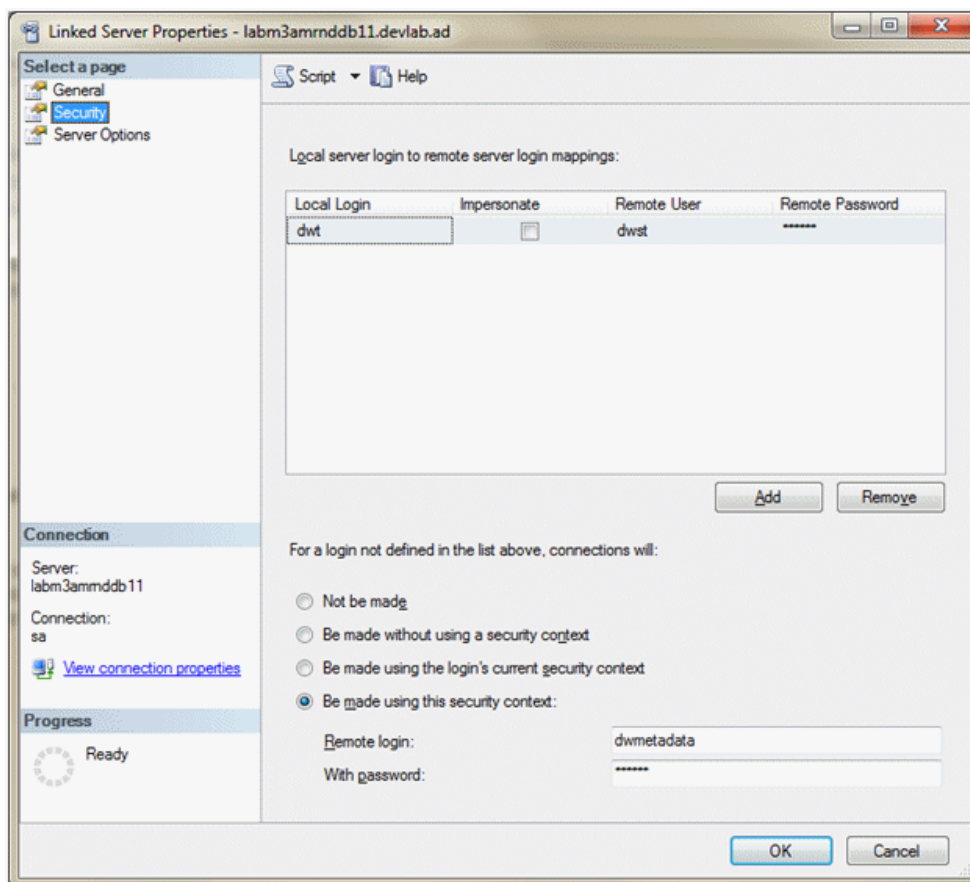 Linked Server Properties - labm3amrnddb11.devlab.ad
Select a page
General
Security
Server Options
Script
Help
Local server login to remote server login mappings:
Local Login Impersonate Remote User Remote Password
dwt dwst ******
Add Remove
Connection
Server:
labm3amrnddb11
Connection:
sa
View connection properties
Progress
Ready
For a login not defined in the list above, connections will:
Not be made
Be made without using a security context
Be made using the login's current security context
Be made using this security context:
Remote login: dwmetadata
With password: ******
OK Cancel